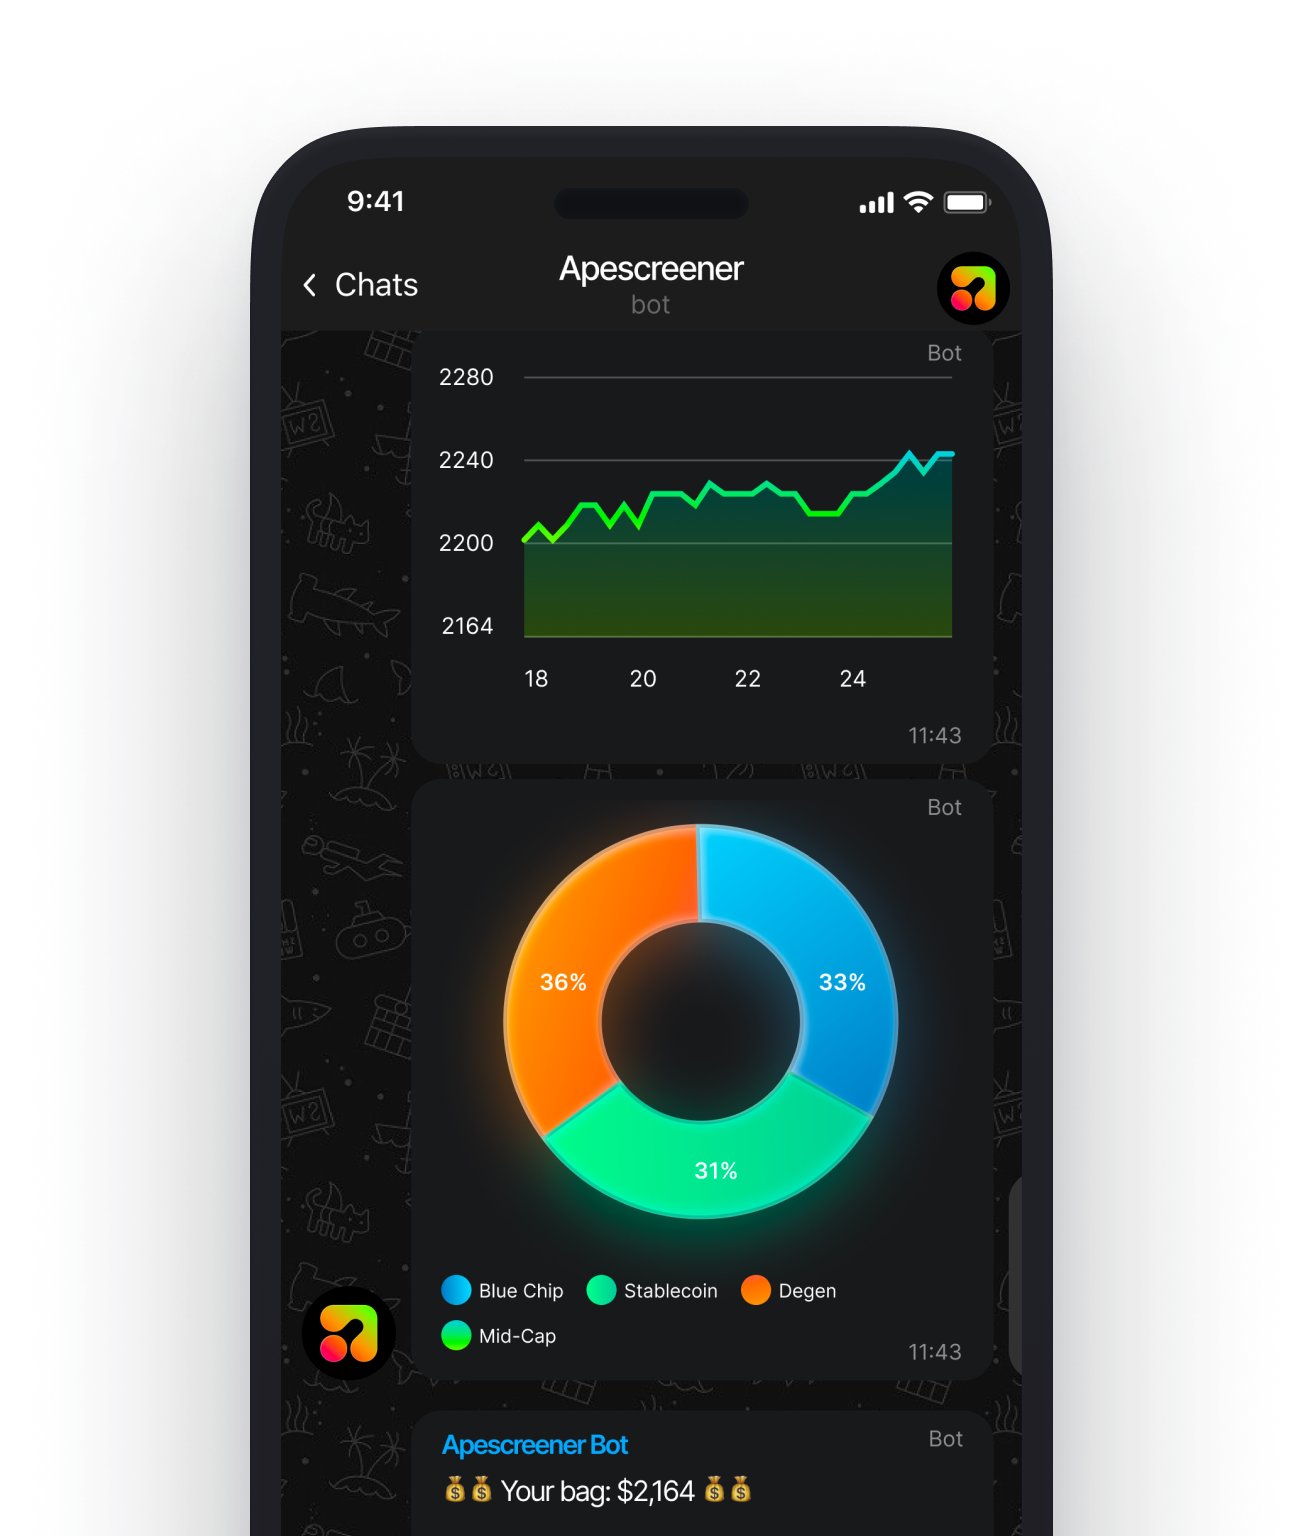 9:41
Chats
Apescreener
bot
Bot
2280
2240
2200
2164
18 20 22 24
11:43
Bot
36%
33%
31%
Blue Chip Stablecoin Degen
Mid-Cap
11:43
Apescreener Bot
Bot
💰💰 Your bag: $2,164 💰💰